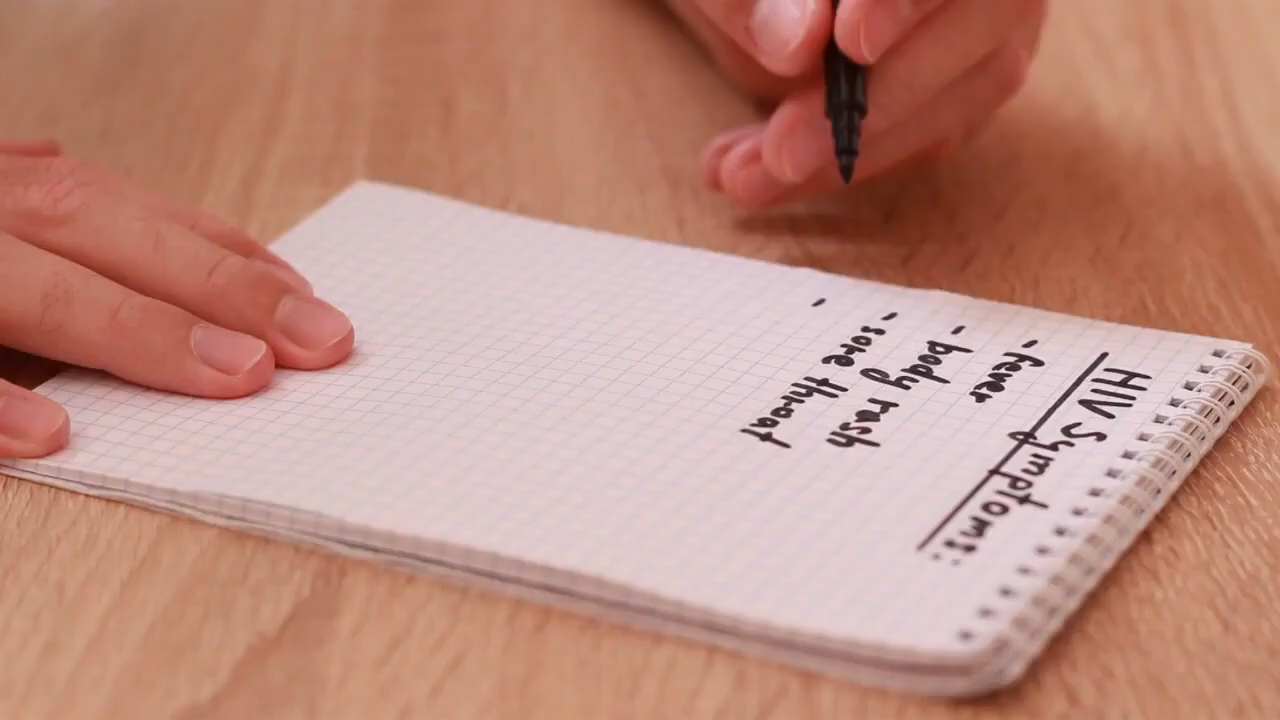 HIV Symptoms:
- fever
- body rash
- sore throat
-